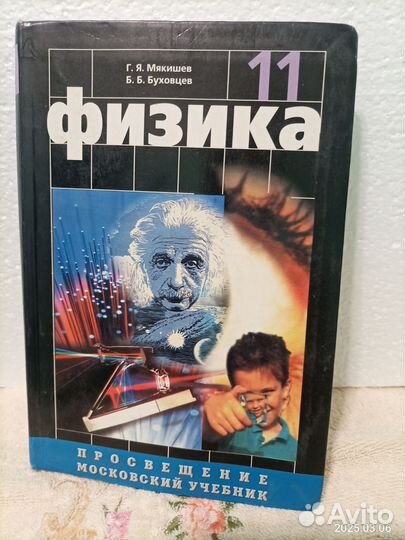 Г. Я. Мякишев
Б. Б. Буховцев
11
физика
ПРОСВЕЩЕНИЕ
МОСКОВСКИЙ УЧЕБНИК
Avito
2025.03.06